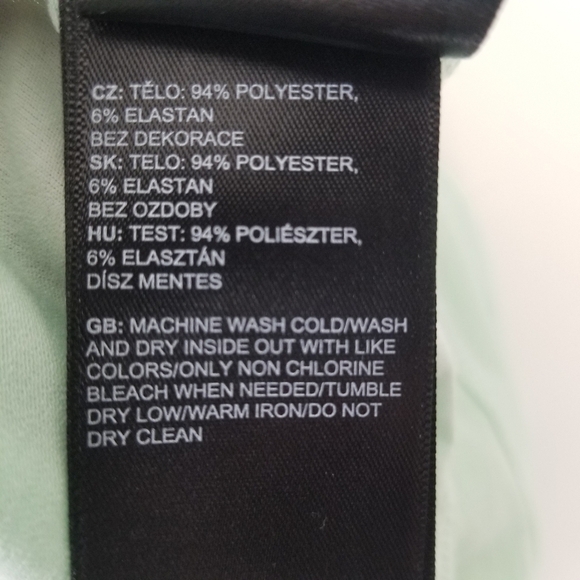 CZ: TĚLO: 94% POLYESTER,
6% ELASTAN
BEZ DEKORACE
SK: TELO: 94% POLYESTER,
6% ELASTAN
BEZ OZDOBY
HU: TEST: 94% POLIÉSZTER,
6% ELASZTÁN
DÍSZ MENTES
GB: MACHINE WASH COLD/WASH
AND DRY INSIDE OUT WITH LIKE
COLORS/ONLY NON CHLORINE
BLEACH WHEN NEEDED/TUMBLE
DRY LOW/WARM IRON/DO NOT
DRY CLEAN